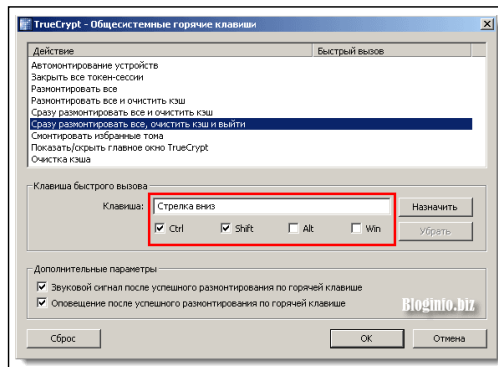 TrueCrypt - Общесистемные горячие клавиши
Действие Быстрый вызов
Автомонтирование устройств
Закрыть все токен-сессии
Размонтировать все
Размонтировать все и очистить кэш
Сразу размонтировать все и очистить кэш
Сразу размонтировать все, очистить кэш и выйти
Смонтировать избранные тома
Показать/скрыть главное окно TrueCrypt
Очистка кэша
Клавиша быстрого вызова
Клавиша: Стрелка вниз Назначить
Ctrl Shift Alt Win Убрать
Дополнительные параметры
Звуковой сигнал после успешного размонтирования по горячей клавише
Оповещение после успешного размонтирования по горячей клавише
Bloginfo.biz
Сброс OK Отмена